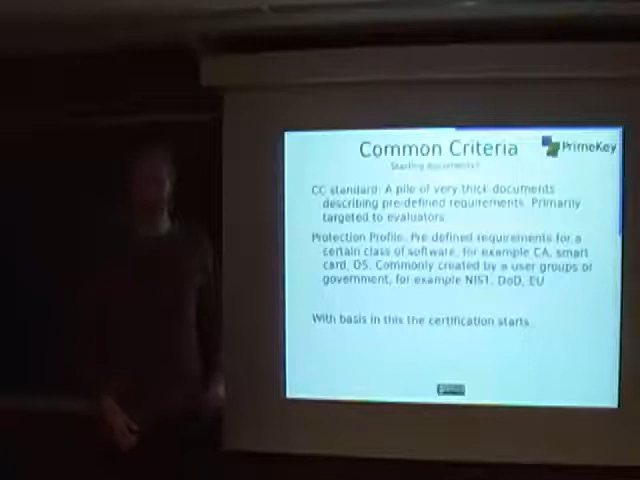 Common Criteria
PrimeKey
Starting documents?
CC standard: A pile of very thick documents
describing pre-defined requirements. Primarily
targeted to evaluators.
Protection Profile: Pre-defined requirements for a
certain class of software, for example CA, smart
card, OS. Commonly created by a user groups or
government, for example NIST, DoD, EU
With basis in this the certification starts.